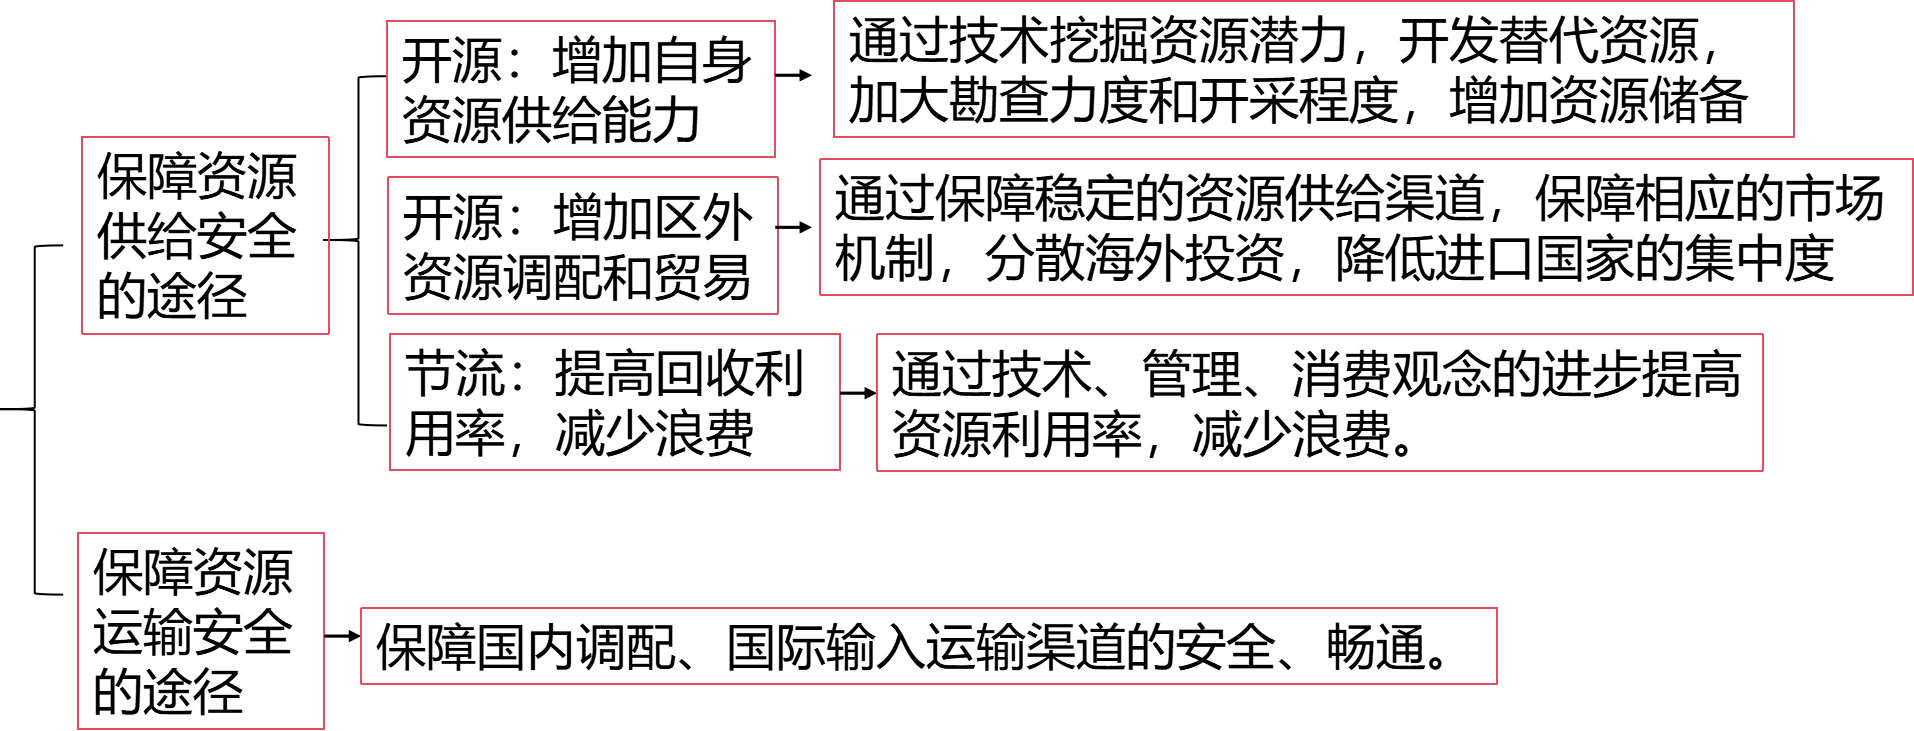 保障资源
供给安全
的途径
开源：增加自身
资源供给能力
通过技术挖掘资源潜力，开发替代资源，
加大勘查力度和开采程度，增加资源储备
开源：增加区外
资源调配和贸易
通过保障稳定的资源供给渠道，保障相应的市场
机制，分散海外投资，降低进口国家的集中度
节流：提高回收利
用率，减少浪费
通过技术、管理、消费观念的进步提高
资源利用率，减少浪费。
保障资源
运输安全
的途径
保障国内调配、国际输入运输渠道的安全、畅通。